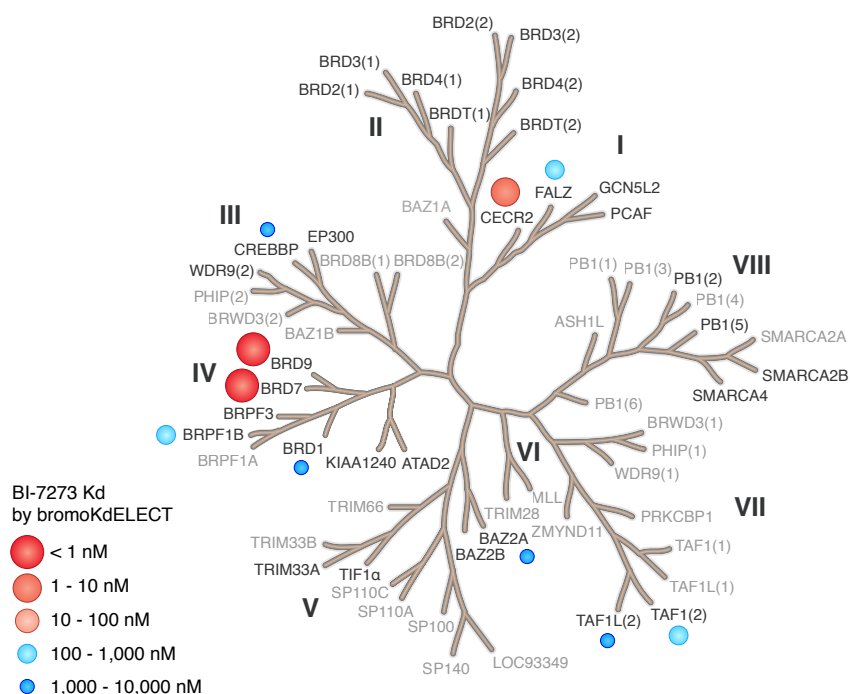 BRD2(2)
BRD3(2)
BRD3(1)
BRD4(1)
BRD2(1)
BRD4(2)
BRDT(1)
BRDT(2)
II
I
FALZ
GCN5L2
BAZ1A
CECR2
PCAF
III
CREBBP
EP300
WDR9(2)
BRD8B(1)
BRD8B(2)
PHIP(2)
BRWD3(2)
BAZ1B
PB1(1)
PB1(3)
VIII
PB1(2)
PB1(4)
ASH1L
PB1(5)
SMARCA2A
SMARCA2B
SMARCA4
IV
BRD9
BRD7
BRPF3
BRPF1B
BRPF1A
BRD1
KIAA1240
ATAD2
PB1(6)
BRWD3(1)
PHIP(1)
WDR9(1)
VI
MLL
TRIM28
ZMYND11
VII
PRKCBP1
TAF1(1)
TAF1L(1)
TAF1L(2)
TAF1(2)
TRIM66
TRIM33B
TRIM33A
TIF1α
BAZ2A
BAZ2B
SP110C
SP110A
V
SP100
SP140
LOC93349
BI-7273 Kd
by bromoKdELECT
< 1 nM
1 - 10 nM
10 - 100 nM
100 - 1,000 nM
1,000 - 10,000 nM